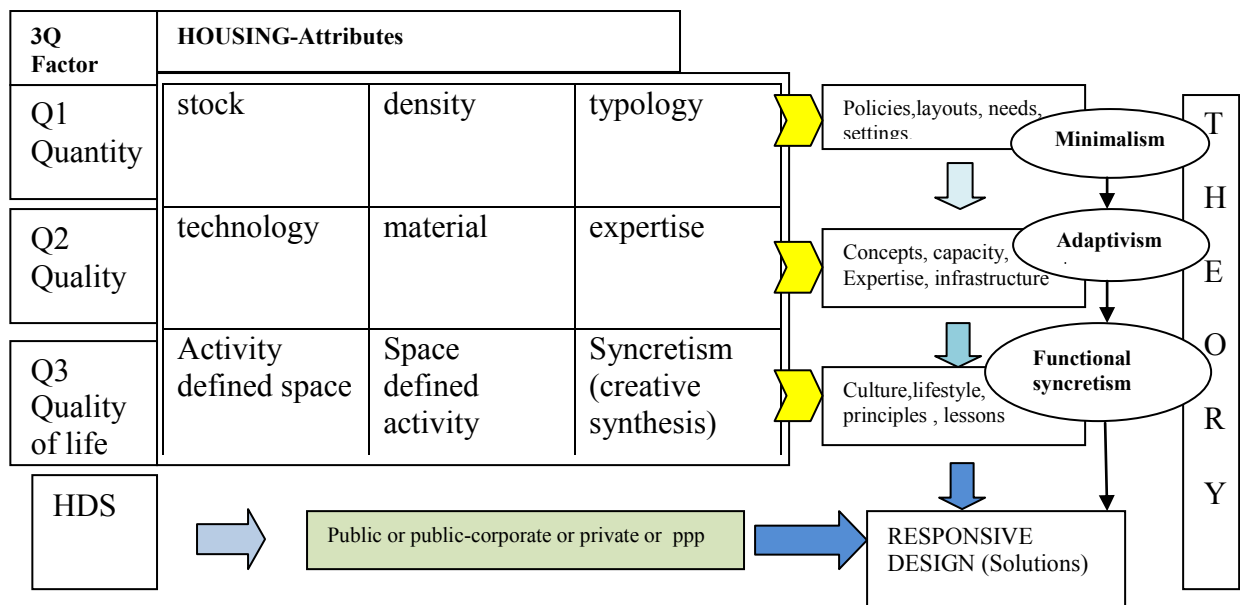 3Q
Factor
HOUSING-Attributes
Q1
Quantity
stock
density
typology
Policies,layouts, needs,
settings.
Minimalism
Q2
Quality
technology
material
expertise
Concepts, capacity,
Expertise, infrastructure
Adaptivism
Q3
Quality
of life
Activity
defined space
Space
defined
activity
Syncretism
(creative
synthesis)
Culture,lifestyle,
principles , lessons
Functional
syncretism
T
H
E
O
R
Y
HDS
Public or public-corporate or private or ppp
RESPONSIVE
DESIGN (Solutions)